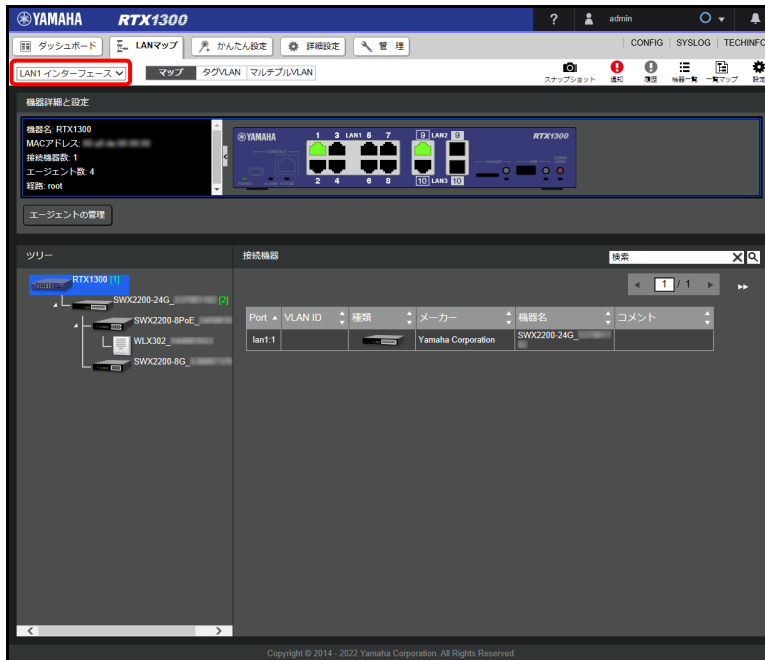 YAMAHA RTX1300 ? admin
ダッシュボード LANマップ かんたん設定 詳細設定 管 理 CONFIG SYSLOG TECHINFO
LAN1 インターフェース マップ タグVLAN マルチプルVLAN スナップショット 通知 履歴 機器一覧 一覧マップ 設定
機器詳細と設定
機器名: RTX1300
MACアドレス:
接続機器数: 1
エージェント数: 4
経路: root
YAMAHA 1 3 LAN1 5 7 9 LAN2 9 RTX1300
CONSOLE
POWER ALARM STATUS 2 4 6 8 10 LAN3 10
エージェントの管理
ツリー
RTX1300 [1]
SWX2200-24G_ [2]
SWX2200-8PoE_
WLX302_
SWX2200-8G_
接続機器 検索
1 / 1
Port VLAN ID 種類 メーカー 機器名 コメント
lan1:1 Yamaha Corporation SWX2200-24G_
Copyright © 2014 - 2022 Yamaha Corporation. All Rights Reserved.